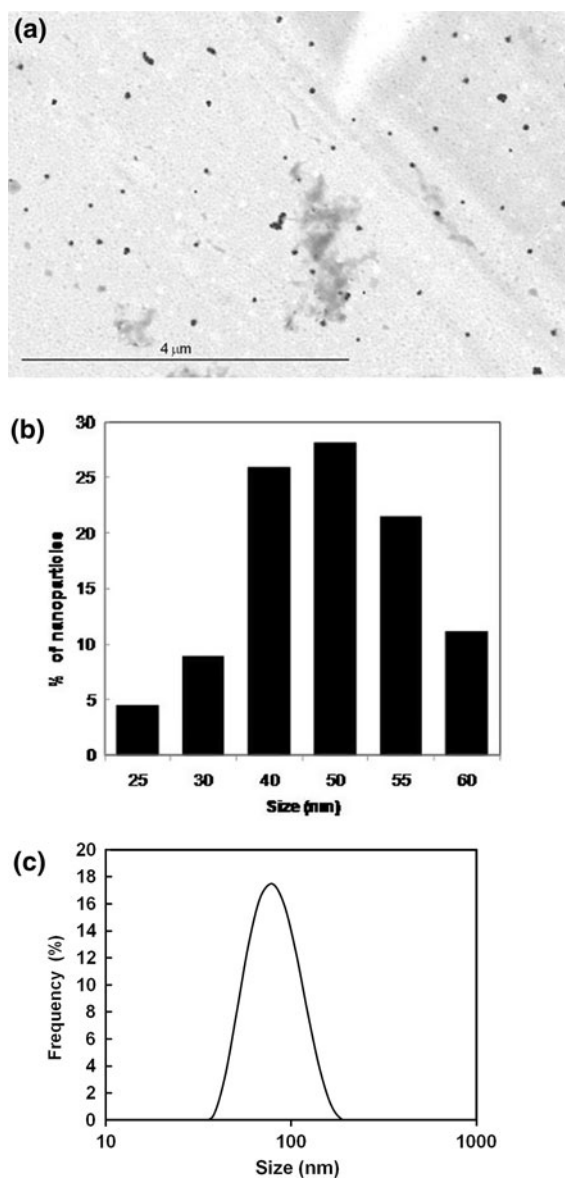 (a)
4 μm
(b)
% of nanoparticles
30
25
20
15
10
5
0
25 30 40 50 55 60
Size (nm)
(c)
Frequency (%)
20
18
16
14
12
10
8
6
4
2
0
10 100 1000
Size (nm)